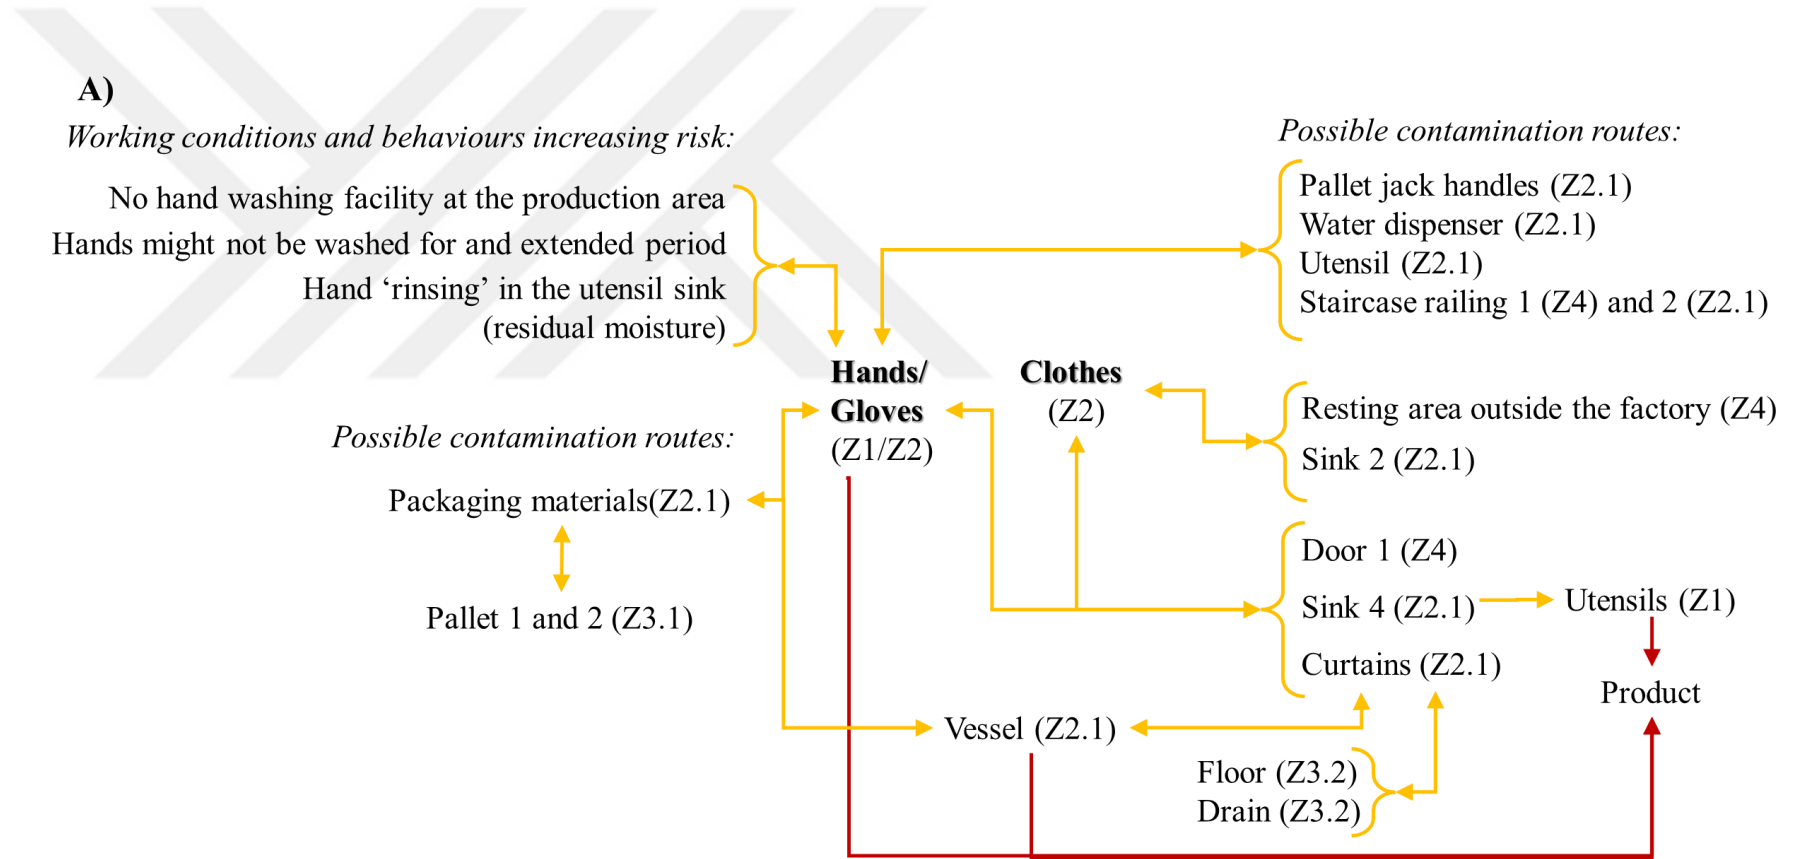 A)
Working conditions and behaviours increasing risk:
No hand washing facility at the production area
Hands might not be washed for and extended period
Hand ‘rinsing’ in the utensil sink
(residual moisture)
Possible contamination routes:
Pallet jack handles (Z2.1)
Water dispenser (Z2.1)
Utensil (Z2.1)
Staircase railing 1 (Z4) and 2 (Z2.1)
Hands/
Gloves
(Z1/Z2)
Clothes
(Z2)
Resting area outside the factory (Z4)
Sink 2 (Z2.1)
Possible contamination routes:
Packaging materials(Z2.1)
Pallet 1 and 2 (Z3.1)
Door 1 (Z4)
Sink 4 (Z2.1)
Curtains (Z2.1)
Utensils (Z1)
Product
Vessel (Z2.1)
Floor (Z3.2)
Drain (Z3.2)